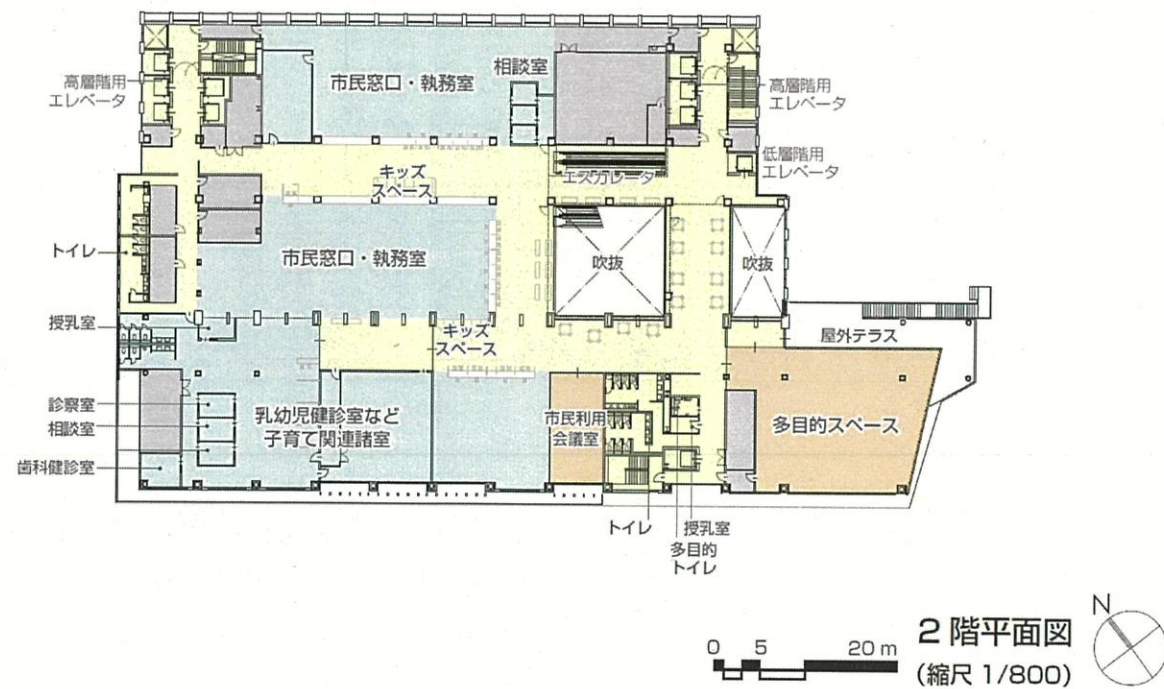 市民窓口・執務室
相談室
高層階用
エレベータ
高層階用
エレベータ
低層階用
エレベータ
キッズ
スペース
エスカレータ
トイレ
市民窓口・執務室
吹抜
吹抜
授乳室
キッズ
スペース
屋外テラス
診察室
相談室
歯科健診室
乳幼児健診室など
子育て関連諸室
市民利用
会議室
多目的スペース
トイレ
授乳室
多目的
トイレ
0 5 20 m
2階平面図
(縮尺 1/800)
N